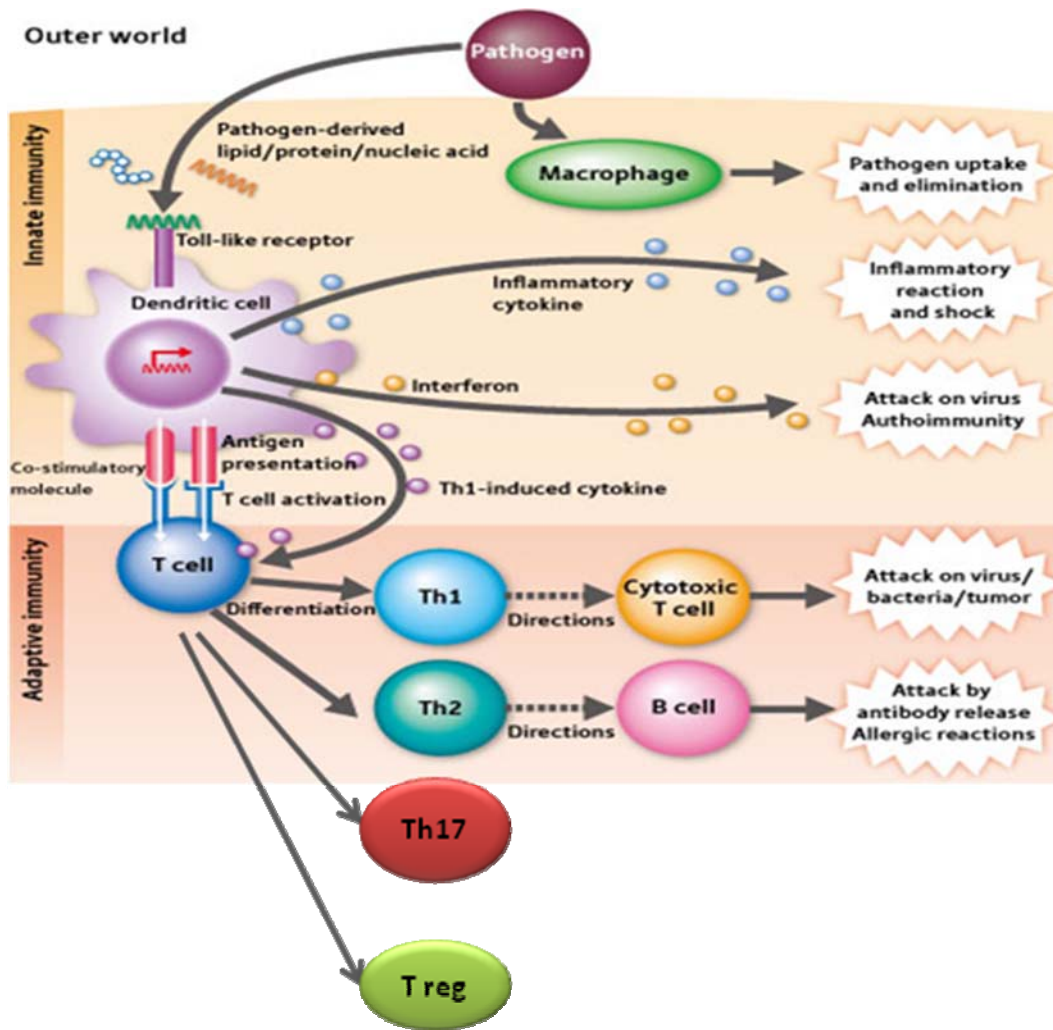 Outer world
Pathogen
Innate immunity
Pathogen-derived
lipid/protein/nucleic acid
Macrophage
Pathogen uptake
and elimination
Toll-like receptor
Dendritic cell
Inflammatory
cytokine
Inflammatory
reaction
and shock
Interferon
Attack on virus
Authoimmunity
Co-stimulatory
molecule
Antigen
presentation
T cell activation
Th1-induced cytokine
Adaptive immunity
T cell
Differentiation
Th1
Directions
Cytotoxic
T cell
Attack on virus/
bacteria/tumor
Th2
Directions
B cell
Attack by
antibody release
Allergic reactions
Th17
T reg